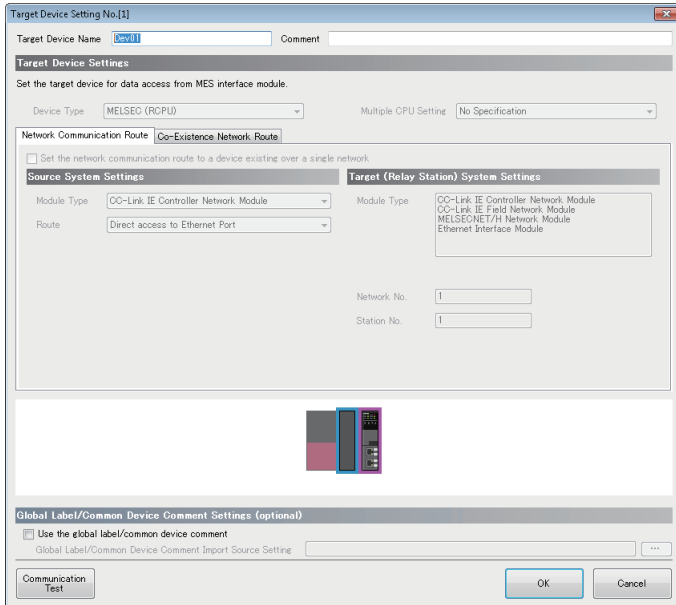 Target Device Setting No.[1]
Target Device Name Dev01 Comment
Target Device Settings
Set the target device for data access from MES interface module.
Device Type MELSEC (RCPU) Multiple CPU Setting No Specification
Network Communication Route Co-Existence Network Route
Set the network communication route to a device existing over a single network
Source System Settings Target (Relay Station) System Settings
Module Type CC-Link IE Controller Network Module Module Type CC-Link IE Controller Network Module
CC-Link IE Field Network Module
MELSECNET/H Network Module
Ethernet Interface Module
Route Direct access to Ethernet Port
Network No. 1
Station No. 1
Global Label/Common Device Comment Settings (optional)
Use the global label/common device comment
Global Label/Common Device Comment Import Source Setting ...
Communication Test OK Cancel